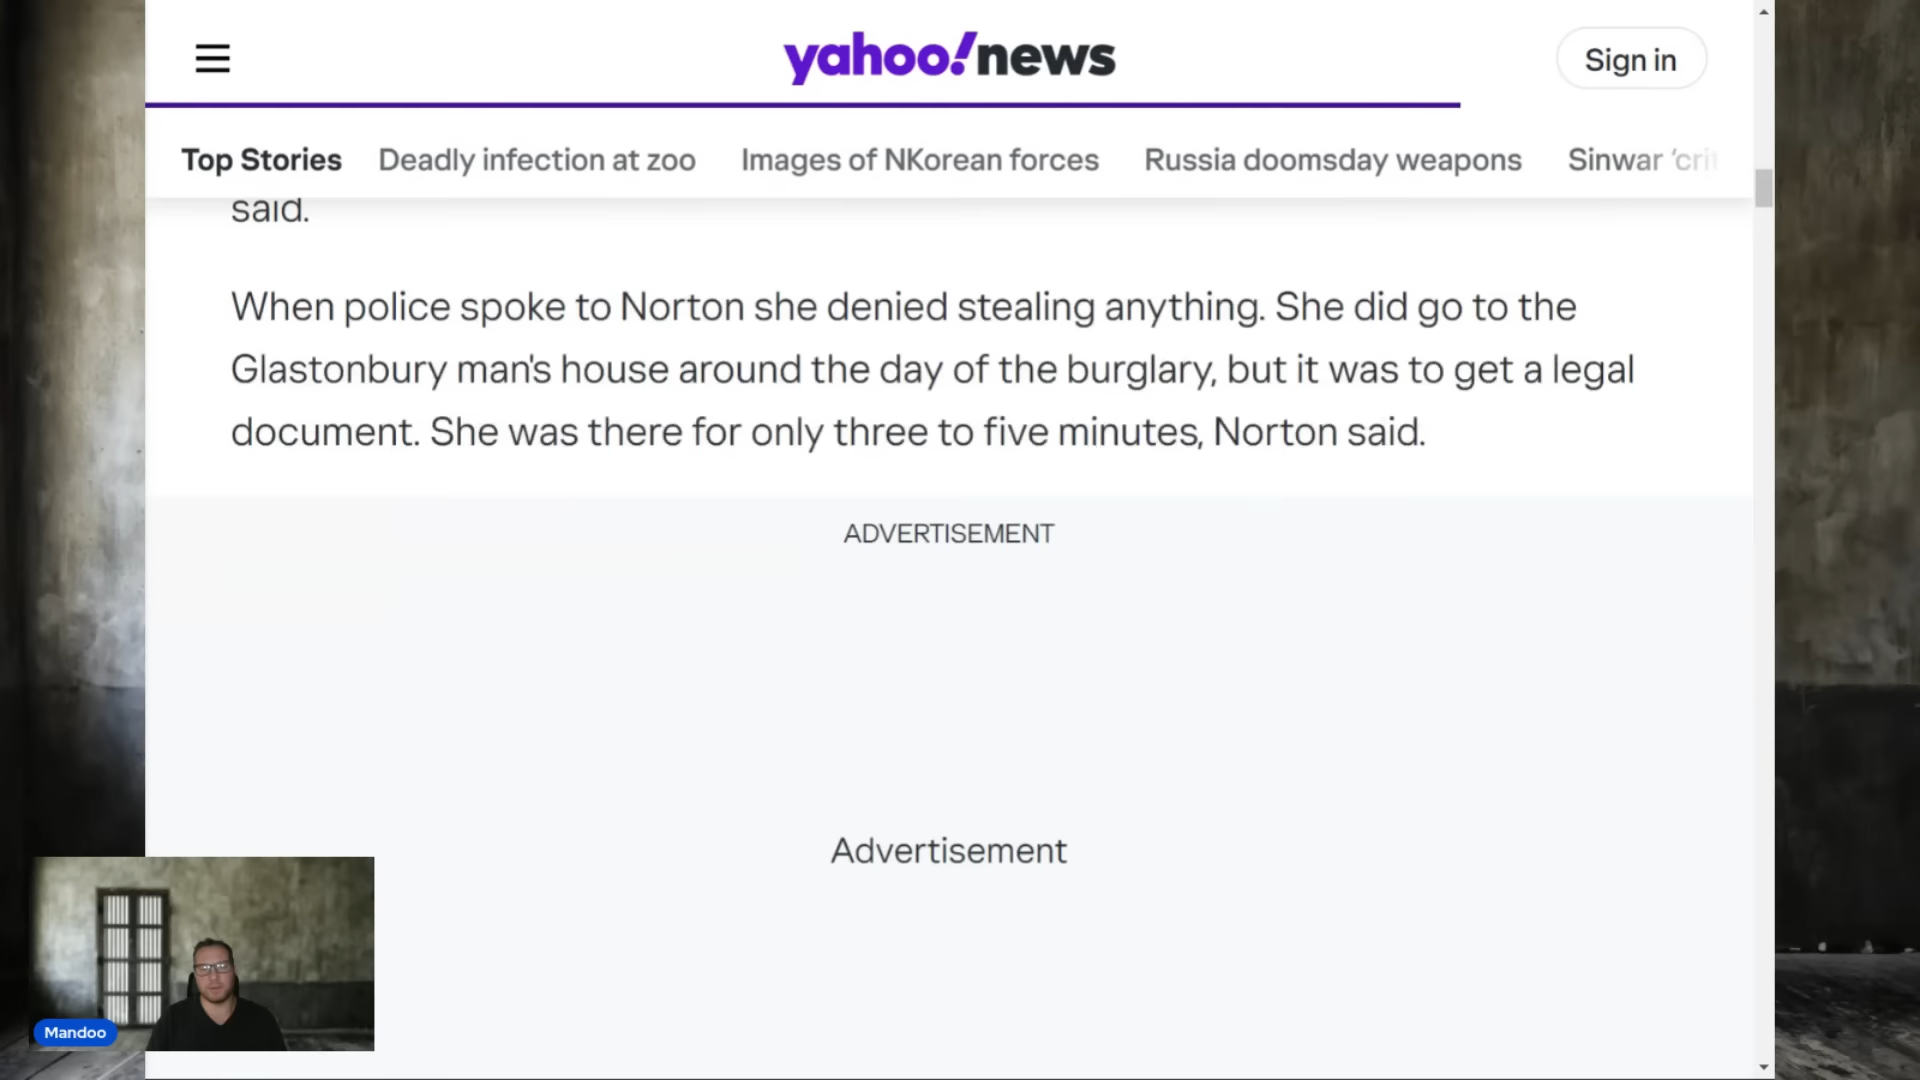 yahoo!news
Sign in
Top Stories Deadly infection at zoo Images of NKorean forces Russia doomsday weapons Sinwar ‘crit
said.
When police spoke to Norton she denied stealing anything. She did go to the
Glastonbury man's house around the day of the burglary, but it was to get a legal
document. She was there for only three to five minutes, Norton said.
ADVERTISEMENT
Advertisement
Mandoo